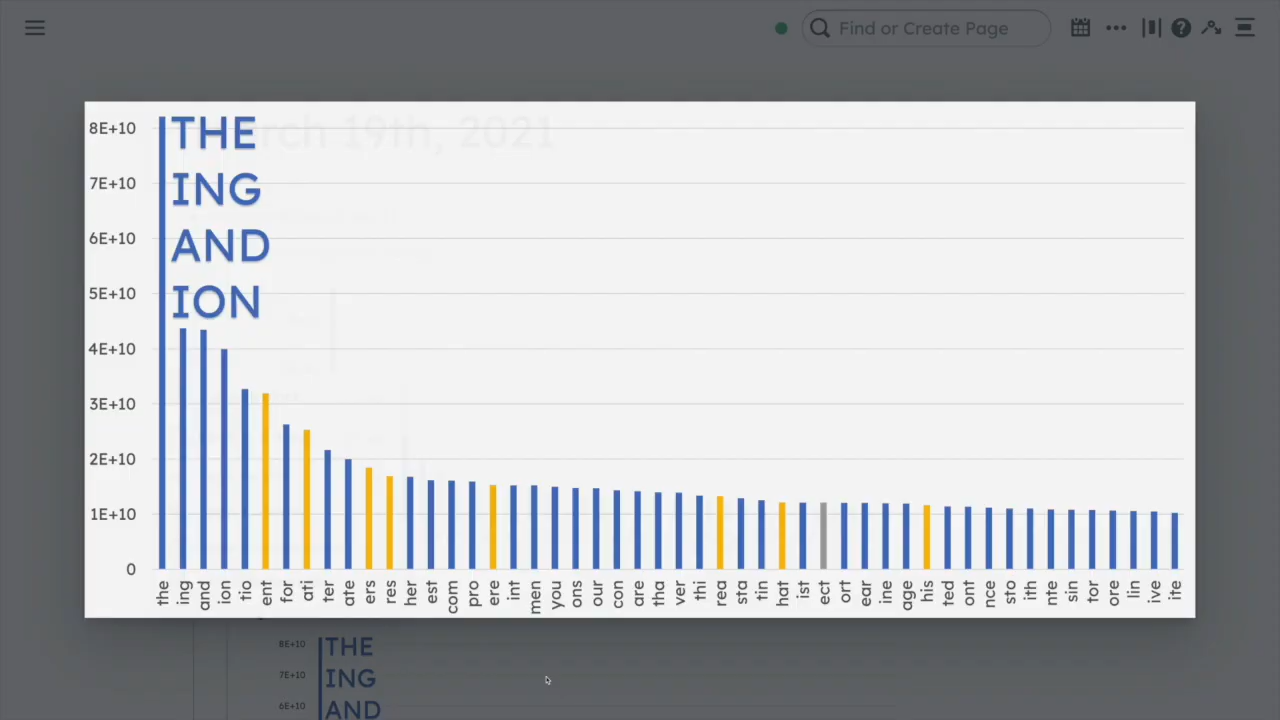 Find or Create Page
March 19th, 2021
8E+10
7E+10
6E+10
5E+10
4E+10
3E+10
2E+10
1E+10
0
THE
ING
AND
ION
the ing and ion tio ent for ati ter ate ers res her est com pro ere int men you ons our con are tha ver thi rea sta tin hat ist ect ort ear ine age his ted ont nce sto ith nte sin tor ore lin ive ite
8E+10
7E+10
6E+10
THE
ING
AND